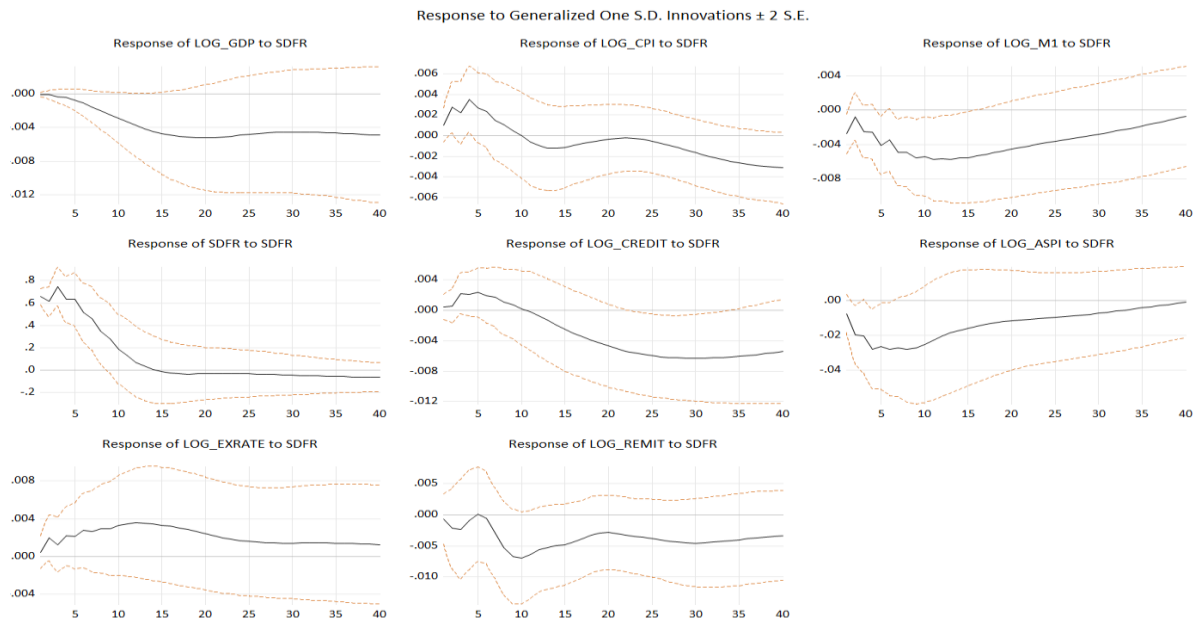 Response to Generalized One S.D. Innovations ± 2 S.E.
Response of LOG_GDP to SDFR
.000
.004
.008
.012
5 10 15 20 25 30 35 40
Response of LOG_CPI to SDFR
.006
.004
.002
.000
-.002
-.004
-.006
5 10 15 20 25 30 35 40
Response of LOG_M1 to SDFR
.004
.000
-.004
-.008
5 10 15 20 25 30 35 40
Response of SDFR to SDFR
.8
.6
.4
.2
.0
-.2
5 10 15 20 25 30 35 40
Response of LOG_CREDIT to SDFR
.004
.000
-.004
-.008
-.012
5 10 15 20 25 30 35 40
Response of LOG_ASPI to SDFR
.00
-.02
-.04
5 10 15 20 25 30 35 40
Response of LOG_EXRATE to SDFR
.008
.004
.000
.004
5 10 15 20 25 30 35 40
Response of LOG_REMIT to SDFR
.005
.000
-.005
-.010
5 10 15 20 25 30 35 40